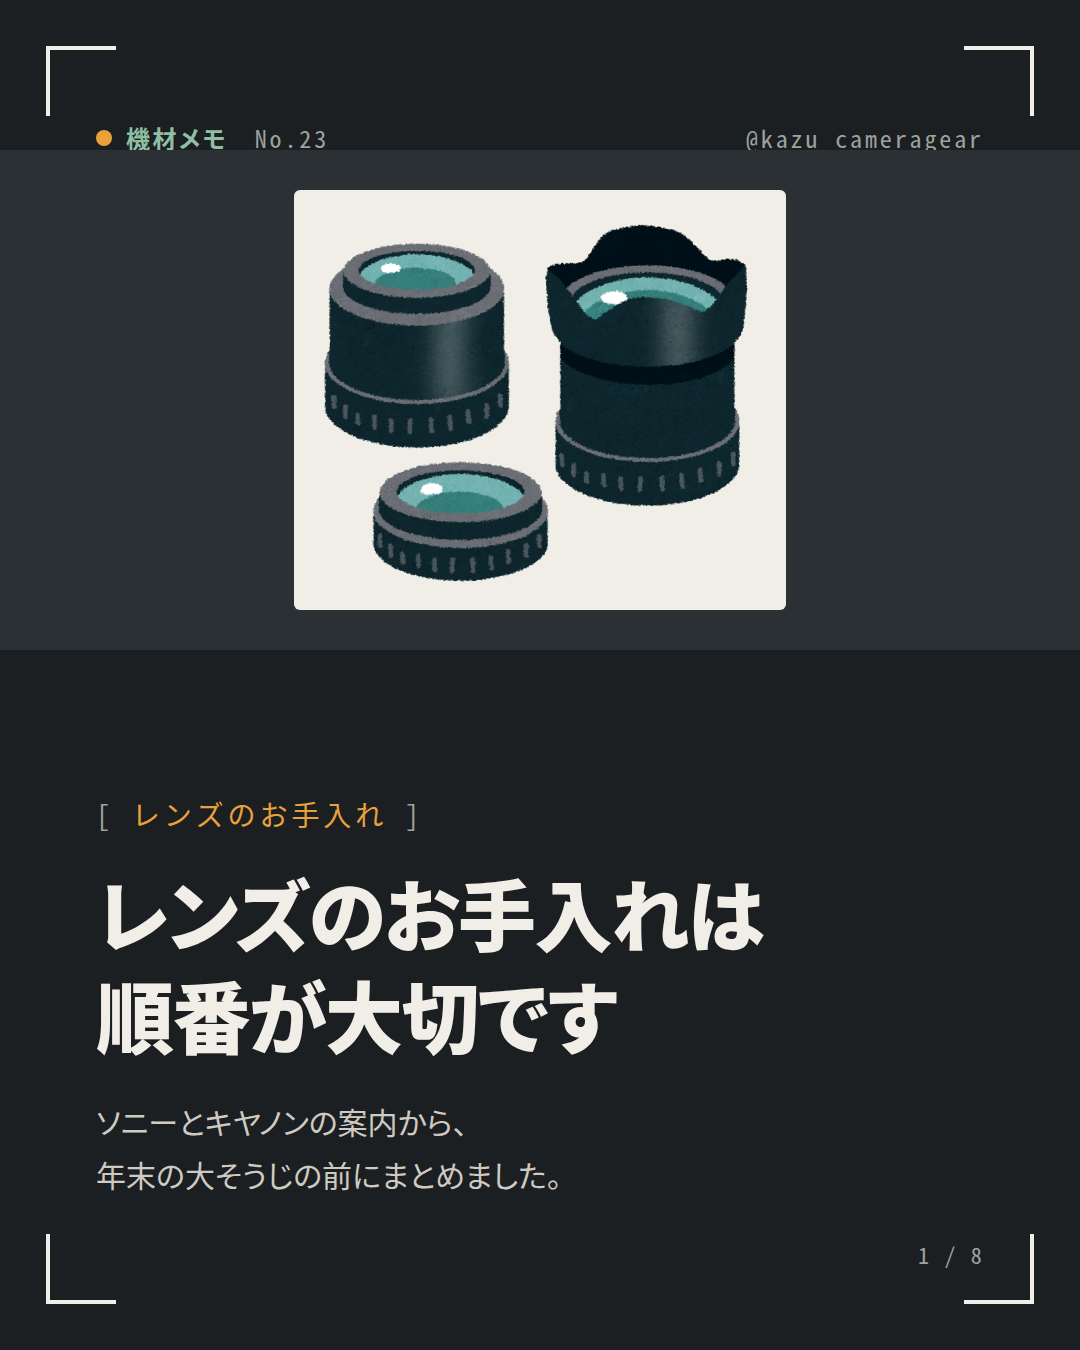 機材メモ No.23
@kazu_cameragear
[ レンズのお手入れ ]
レンズのお手入れは
順番が大切です
ソニーとキヤノンの案内から、
年末の大そうじの前にまとめました。
1 / 8